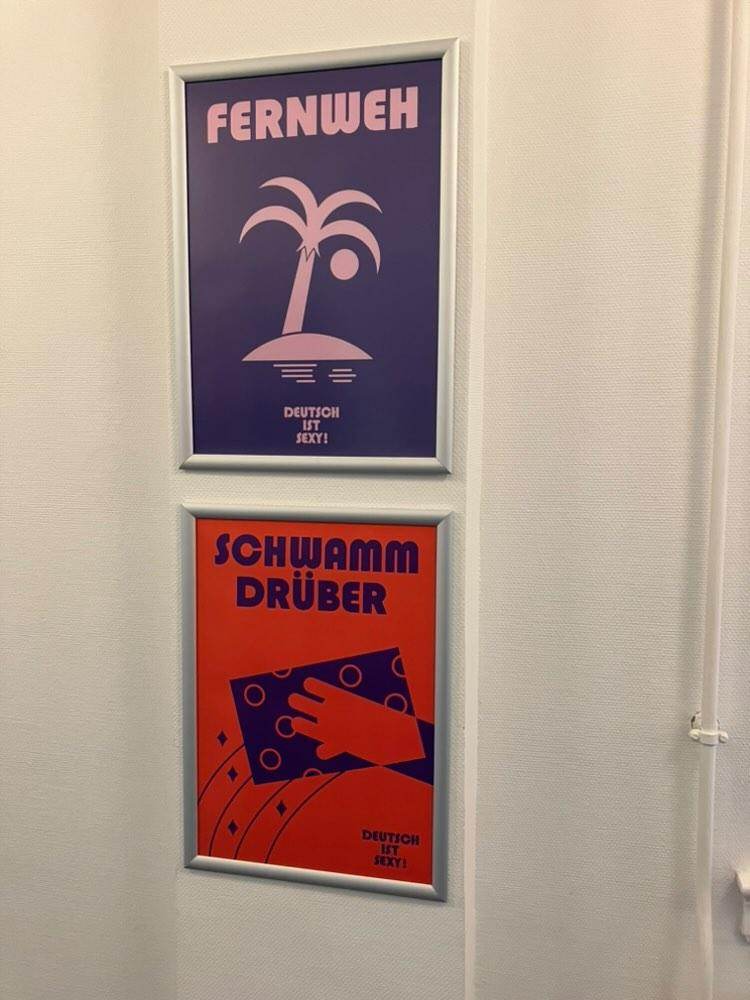 FERNWEH
DEUTSCH
IST
SEXY!
SCHWAMM
DRÜBER
DEUTSCH
IST
SEXY!